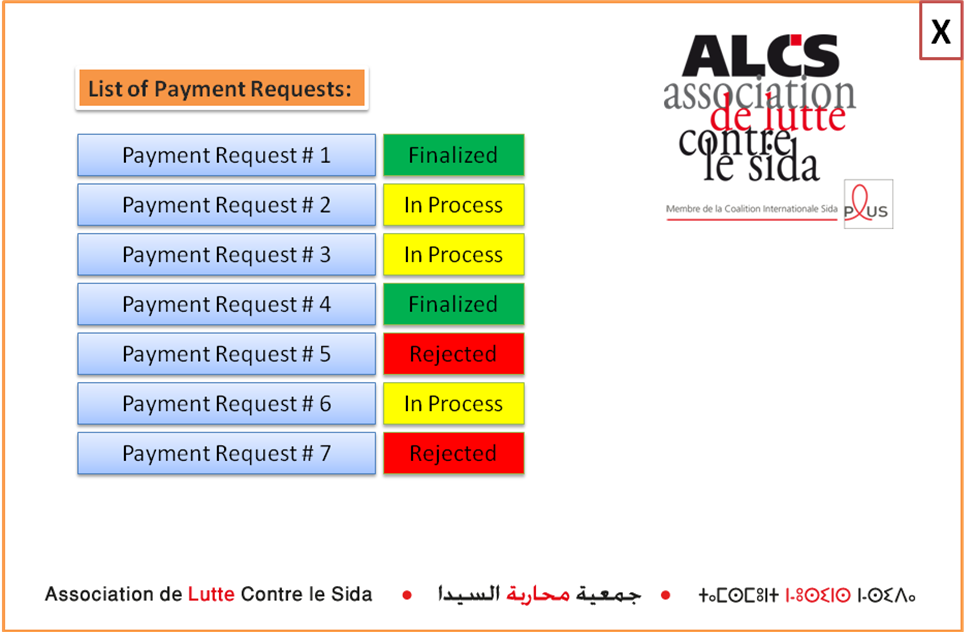 X
List of Payment Requests:
Payment Request # 1 Finalized
Payment Request # 2 In Process
Payment Request # 3 In Process
Payment Request # 4 Finalized
Payment Request # 5 Rejected
Payment Request # 6 In Process
Payment Request # 7 Rejected
ALCS
association
de lutte
contre
le sida
Membre de la Coalition Internationale Sida PLUS
Association de Lutte Contre le Sida • جمعية محاربة السيدا • ⵜⴰⵎⵙⵎⵓⵏⵜ ⵏ-ⵓⵙⵉⵏⵙ ⵏ-ⵙⵉⴷⴰ